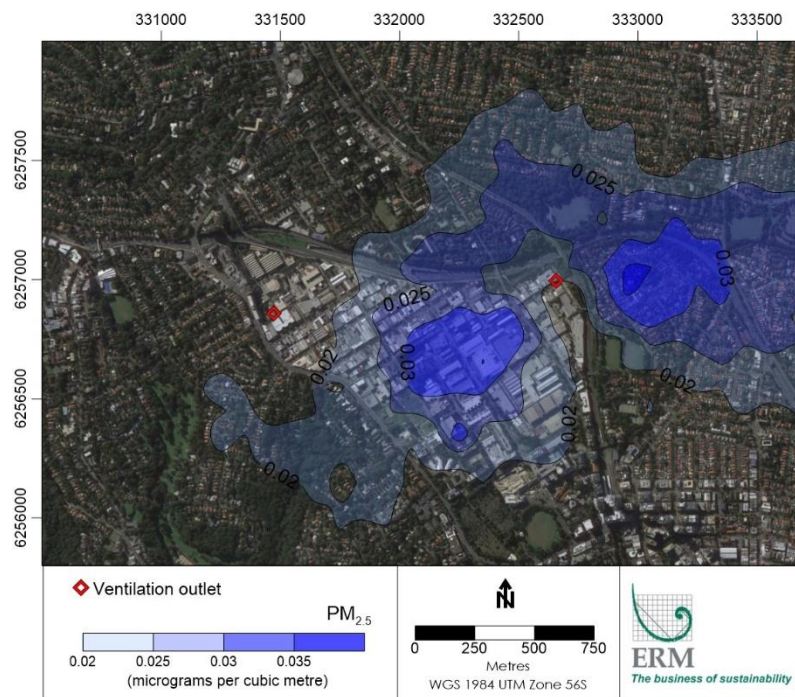 331000 331500 332000 332500 333000 333500
6257500
6257000
6256500
6256000
0.025
0.03
0.025
0.02
0.03
0.02
0.02
0.02
Ventilation outlet
PM2.5
0.02 0.025 0.03 0.035
(micrograms per cubic metre)
N
0 250 500 750
Metres
WGS 1984 UTM Zone 56S
ERM
The business of sustainability